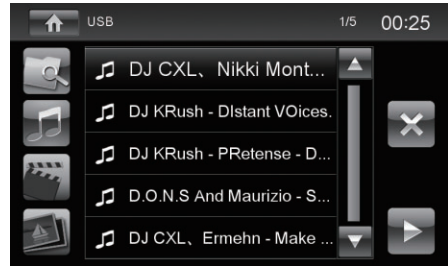 USB 1/5 00:25
DJ CXL、Nikki Mont...
DJ KRush - DIstant VOices.
DJ KRush - PRetense - D...
D.O.N.S And Maurizio - S...
DJ CXL、Ermehn - Make ...